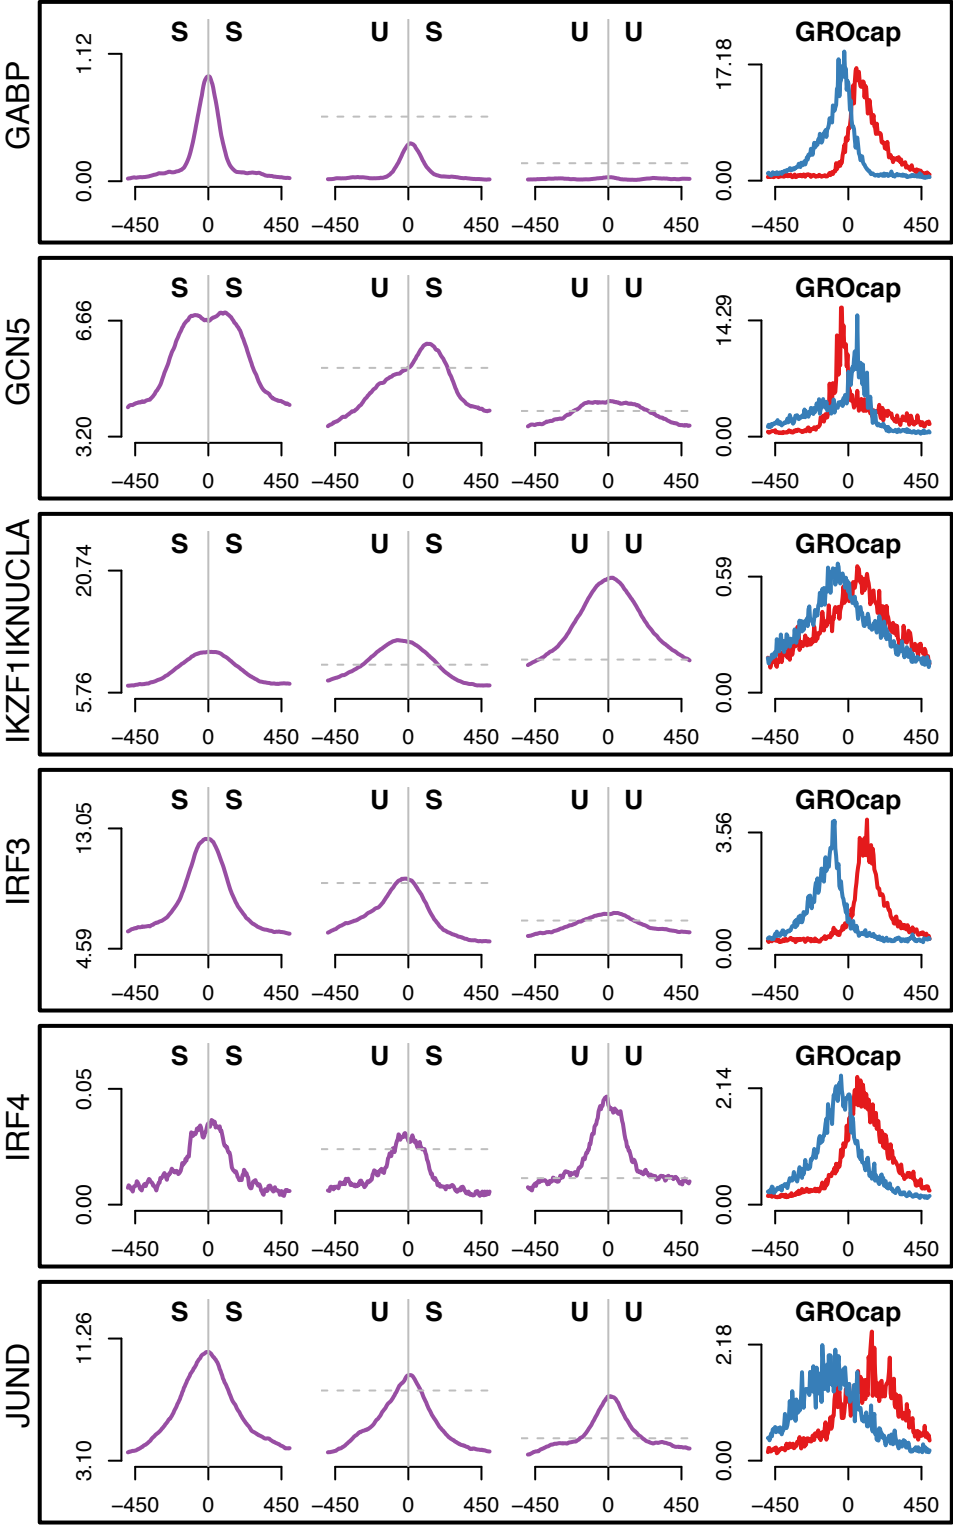 GABP
S S U S U U GROcap
1.12 17.18
0.00 0.00
−450 0 450 −450 0 450 −450 0 450 −450 0 450
GCN5
S S U S U U GROcap
6.66 14.29
3.20 0.00
−450 0 450 −450 0 450 −450 0 450 −450 0 450
IKZF1IKNUCLA
S S U S U U GROcap
20.74 0.59
5.76 0.00
−450 0 450 −450 0 450 −450 0 450 −450 0 450
IRF3
S S U S U U GROcap
13.05 3.56
4.59 0.00
−450 0 450 −450 0 450 −450 0 450 −450 0 450
IRF4
S S U S U U GROcap
0.05 2.14
0.00 0.00
−450 0 450 −450 0 450 −450 0 450 −450 0 450
JUND
S S U S U U GROcap
11.26 2.18
3.10 0.00
−450 0 450 −450 0 450 −450 0 450 −450 0 450